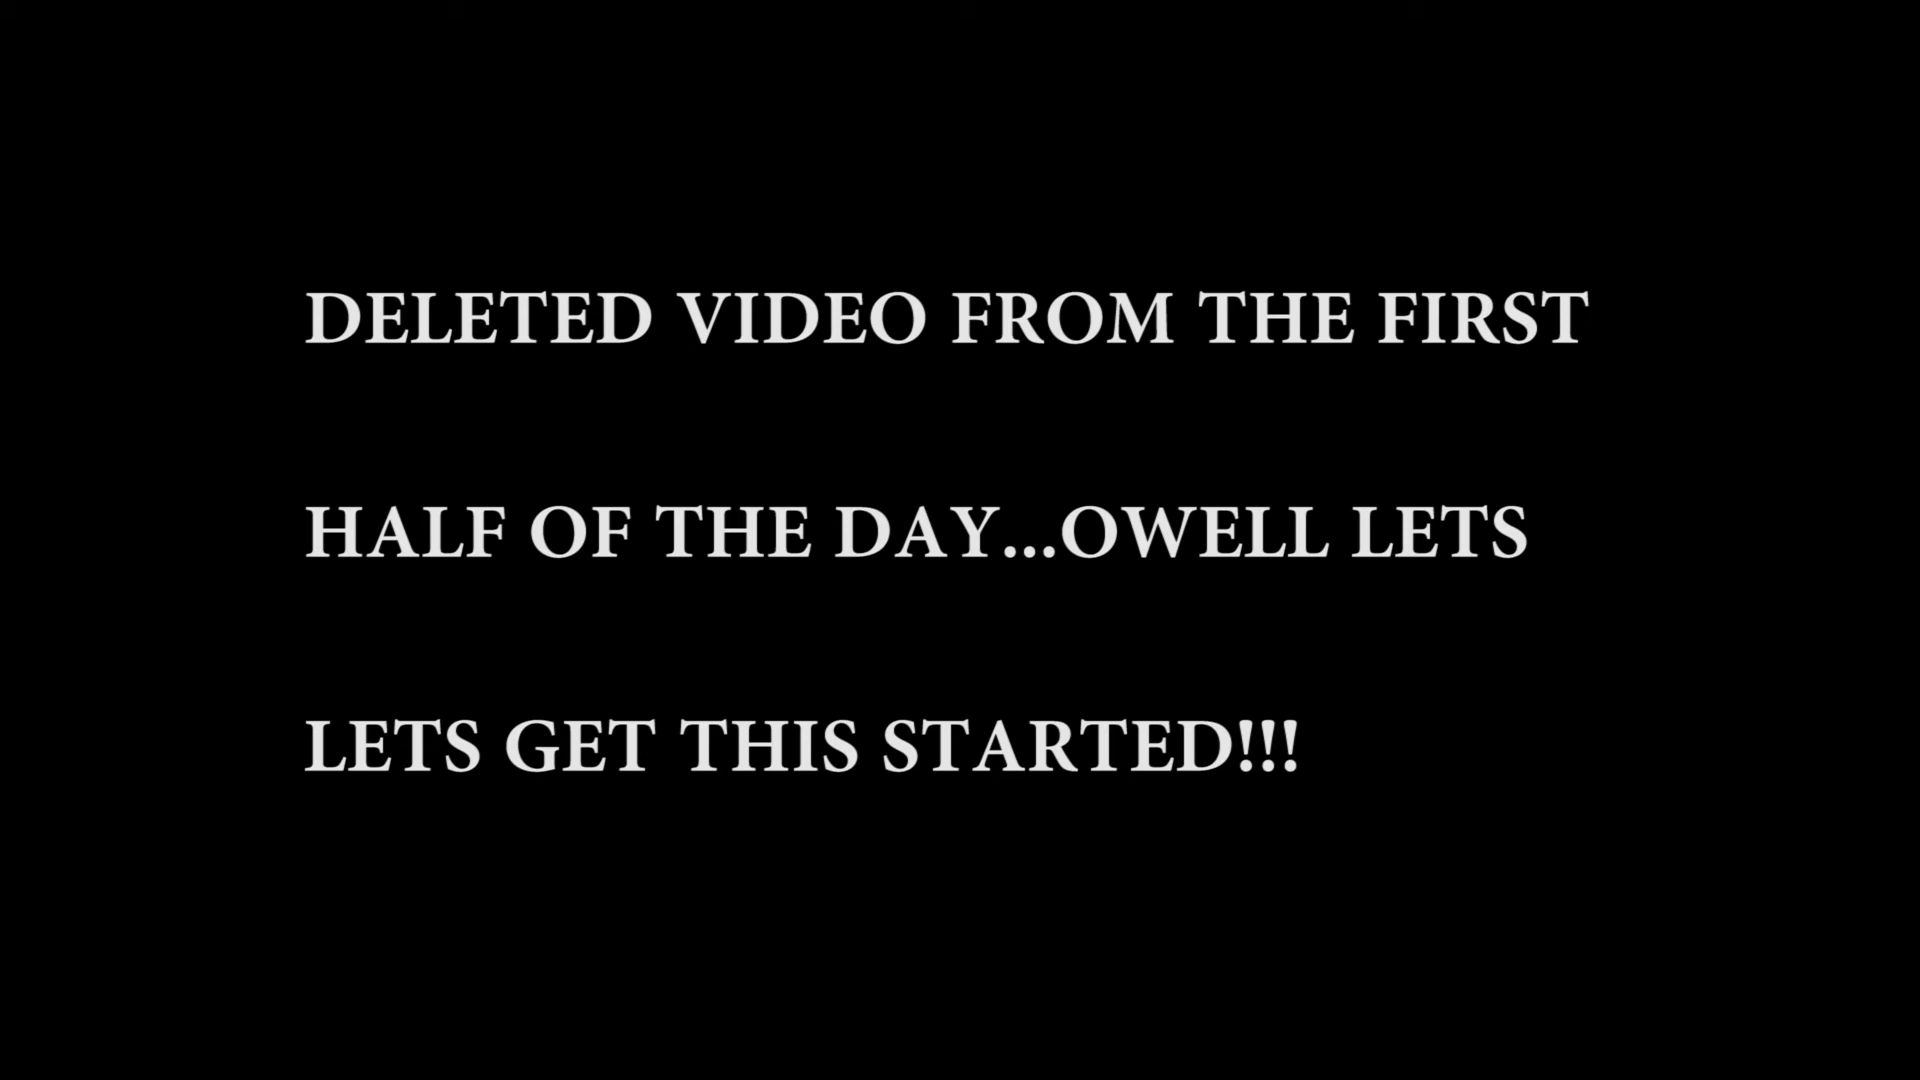 DELETED VIDEO FROM THE FIRST
HALF OF THE DAY...OWELL LETS
LETS GET THIS STARTED!!!